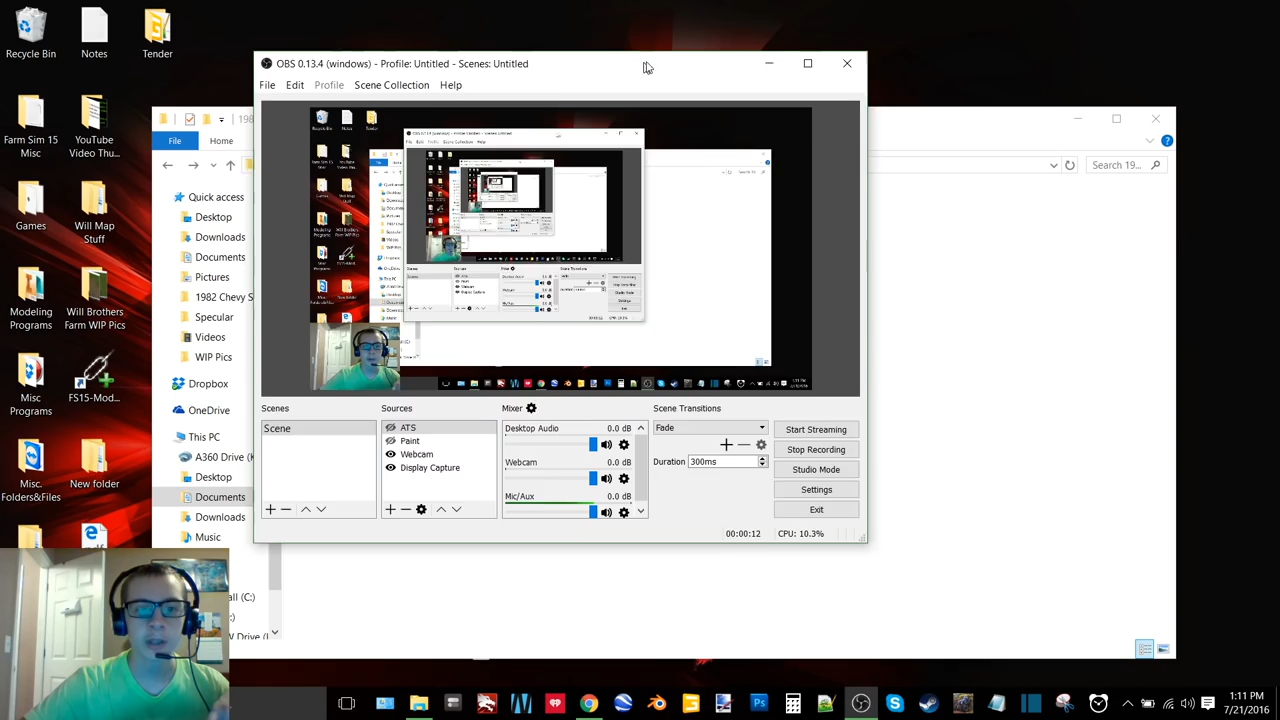 Recycle Bin
Notes
Tender
Farm Sim 15
Misc
YouTube
Video Thu...
Games
Will Map
Stuff
Modeling
Programs
Will Brothers
Farm WIP Pics
Misc
Programs
FS15-Mod...
Misc.
Folders&Files
New folder
OBS 0.13.4 (windows) - Profile: Untitled - Scenes: Untitled
File Edit Profile Scene Collection Help
198
File Home
Search 19...
Quick access
Desktop
Downloads
Documents
Pictures
1982 Chevy S
Specular
Videos
WIP Pics
Dropbox
OneDrive
This PC
A360 Drive (
Desktop
Documents
Downloads
Music
all (C:)
:)
W Drive (
Scenes
Scene
Sources
ATS
Paint
Webcam
Display Capture
Mixer
Desktop Audio 0.0 dB
Webcam 0.0 dB
Mic/Aux 0.0 dB
Scene Transitions
Fade
Duration 300ms
Start Streaming
Stop Recording
Studio Mode
Settings
Exit
00:00:12 CPU: 10.3%
1:11 PM
7/21/2016